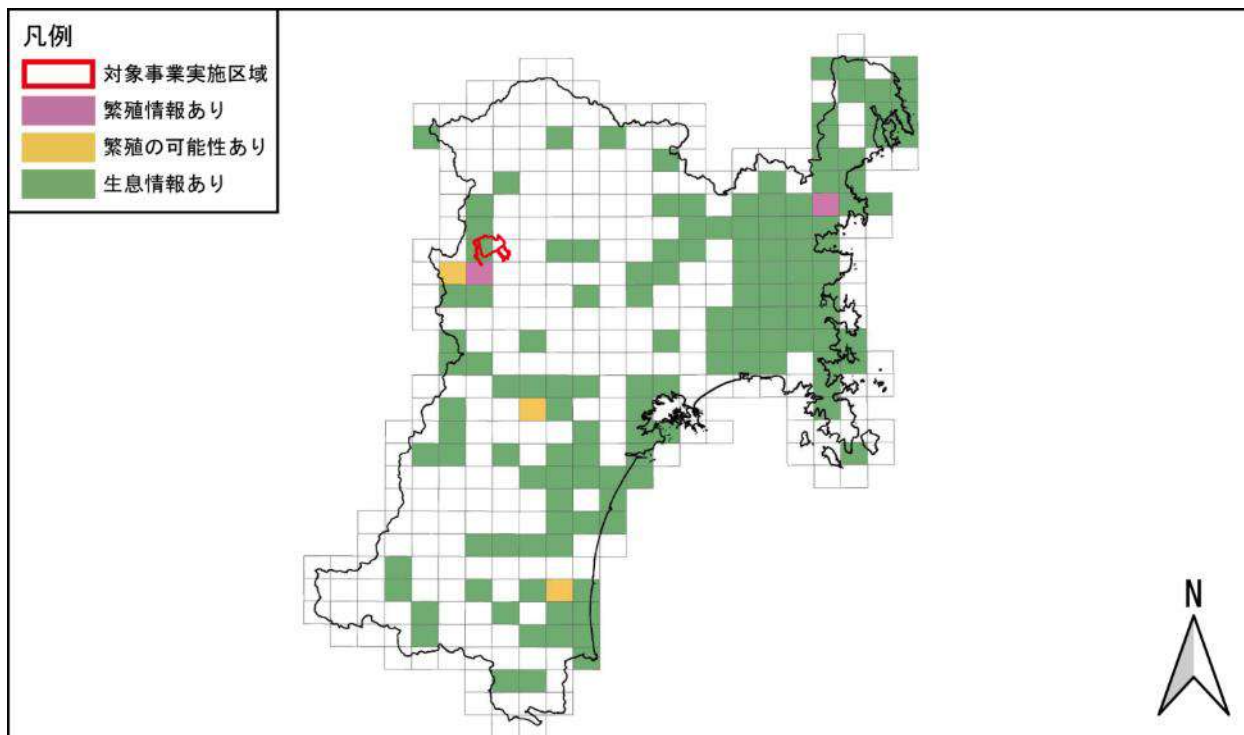 凡例
対象事業実施区域
繁殖情報あり
繁殖の可能性あり
生息情報あり
N